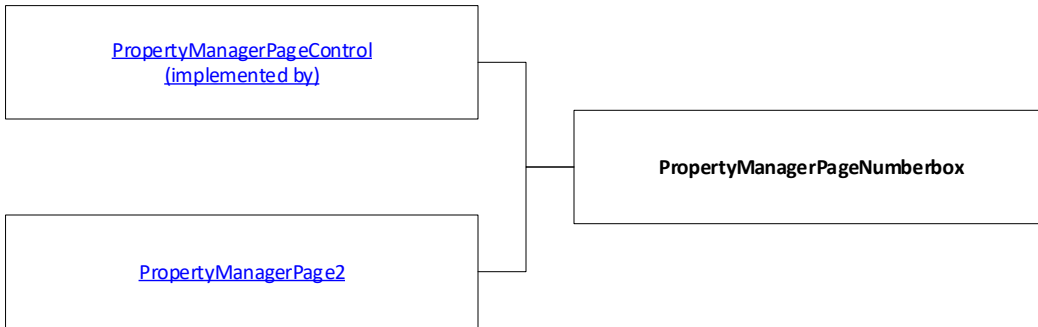 PropertyManagerPageControl
(implemented by)
PropertyManagerPageNumberbox
PropertyManagerPage2